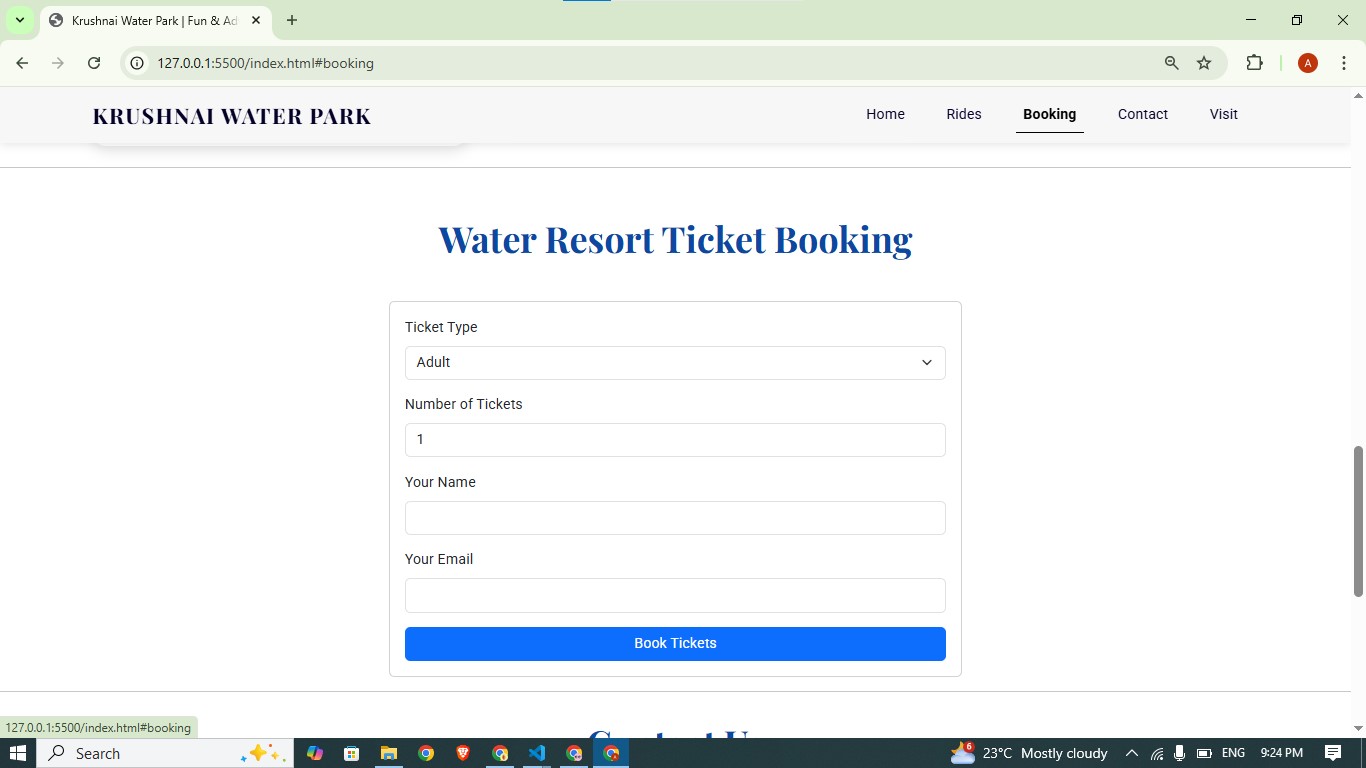 Krushnai Water Park | Fun & Ad
127.0.0.1:5500/index.html#booking
A
KRUSHNAI WATER PARK
Home Rides Booking Contact Visit
Water Resort Ticket Booking
Ticket Type
Adult
Number of Tickets
1
Your Name
Your Email
Book Tickets
127.0.0.1:5500/index.html#booking
Search
6
23°C Mostly cloudy
ENG
9:24 PM